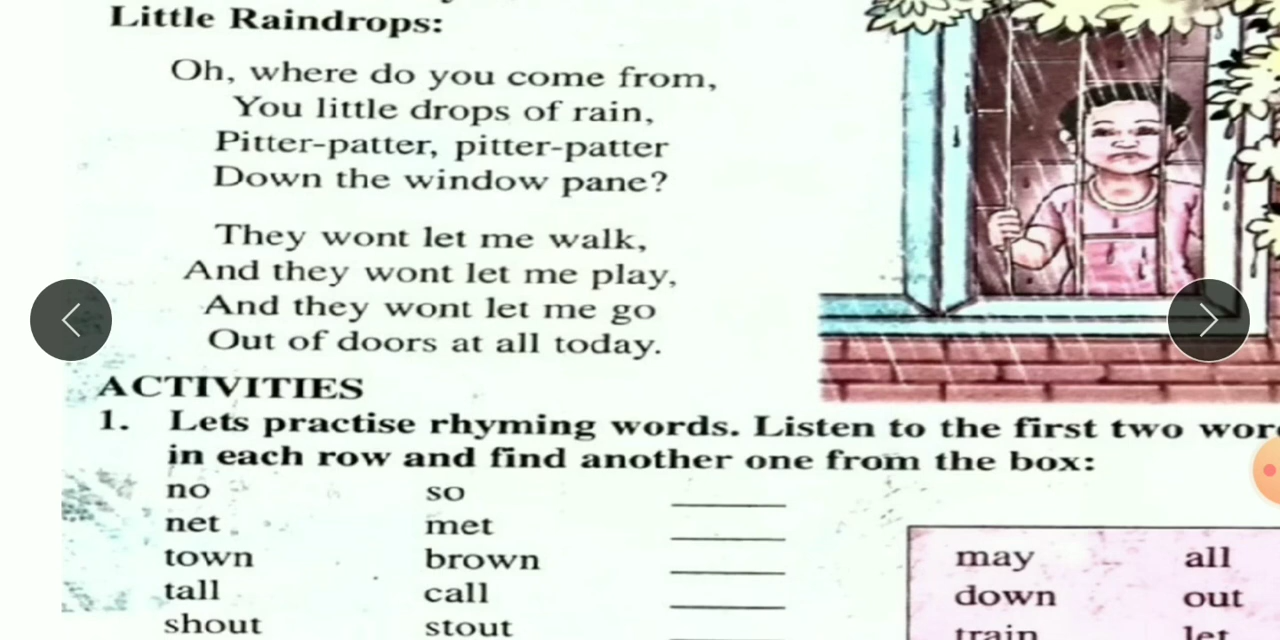 Little Raindrops:
Oh, where do you come from,
You little drops of rain,
Pitter-patter, pitter-patter
Down the window pane?
They wont let me walk,
And they wont let me play,
And they wont let me go
Out of doors at all today.
ACTIVITIES
1. Lets practise rhyming words. Listen to the first two
in each row and find another one from the box:
no so
net met
town brown
tall call
shout stout
may all
down out
train let